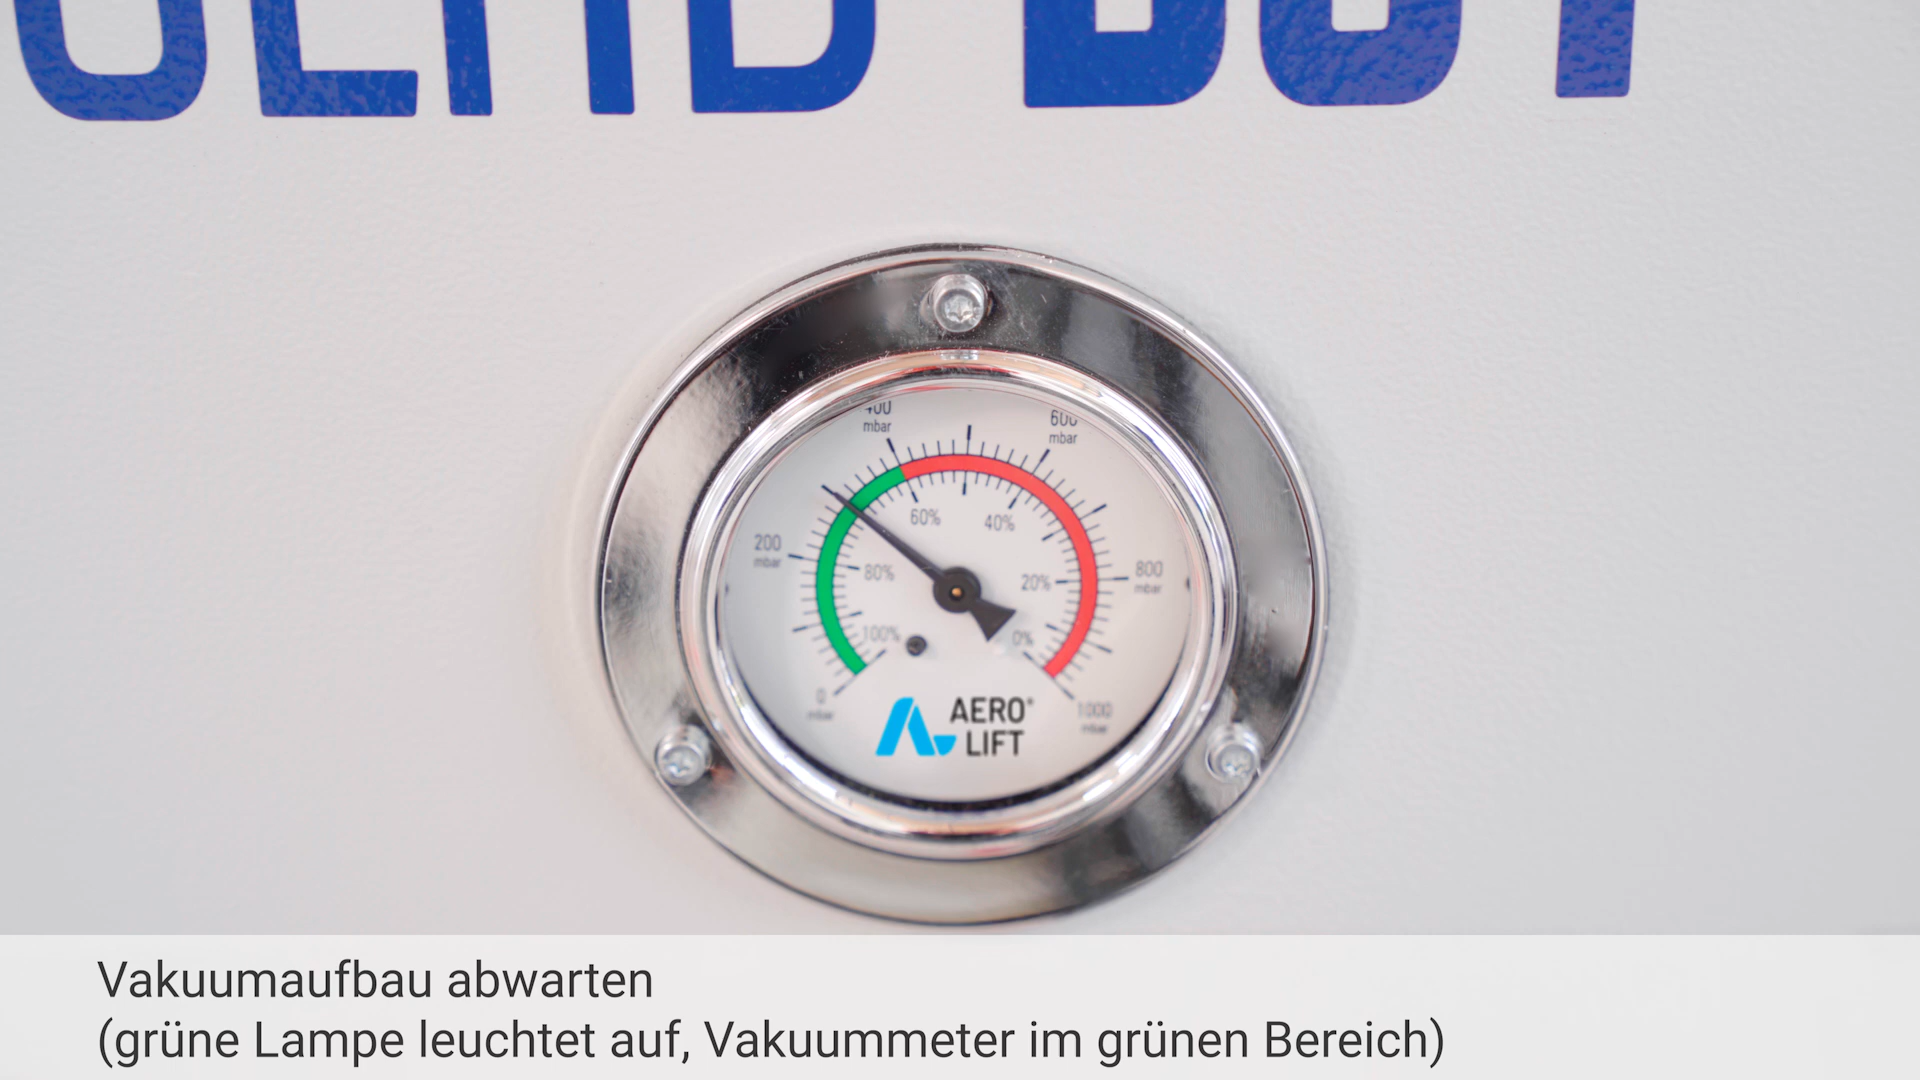 400
mbar
600
mbar
60%
40%
200
mbar
80%
20%
800
mbar
100%
0%
0
mbar
1000
mbar
AERO®
LIFT
Vakuumaufbau abwarten
(grüne Lampe leuchtet auf, Vakuummeter im grünen Bereich)